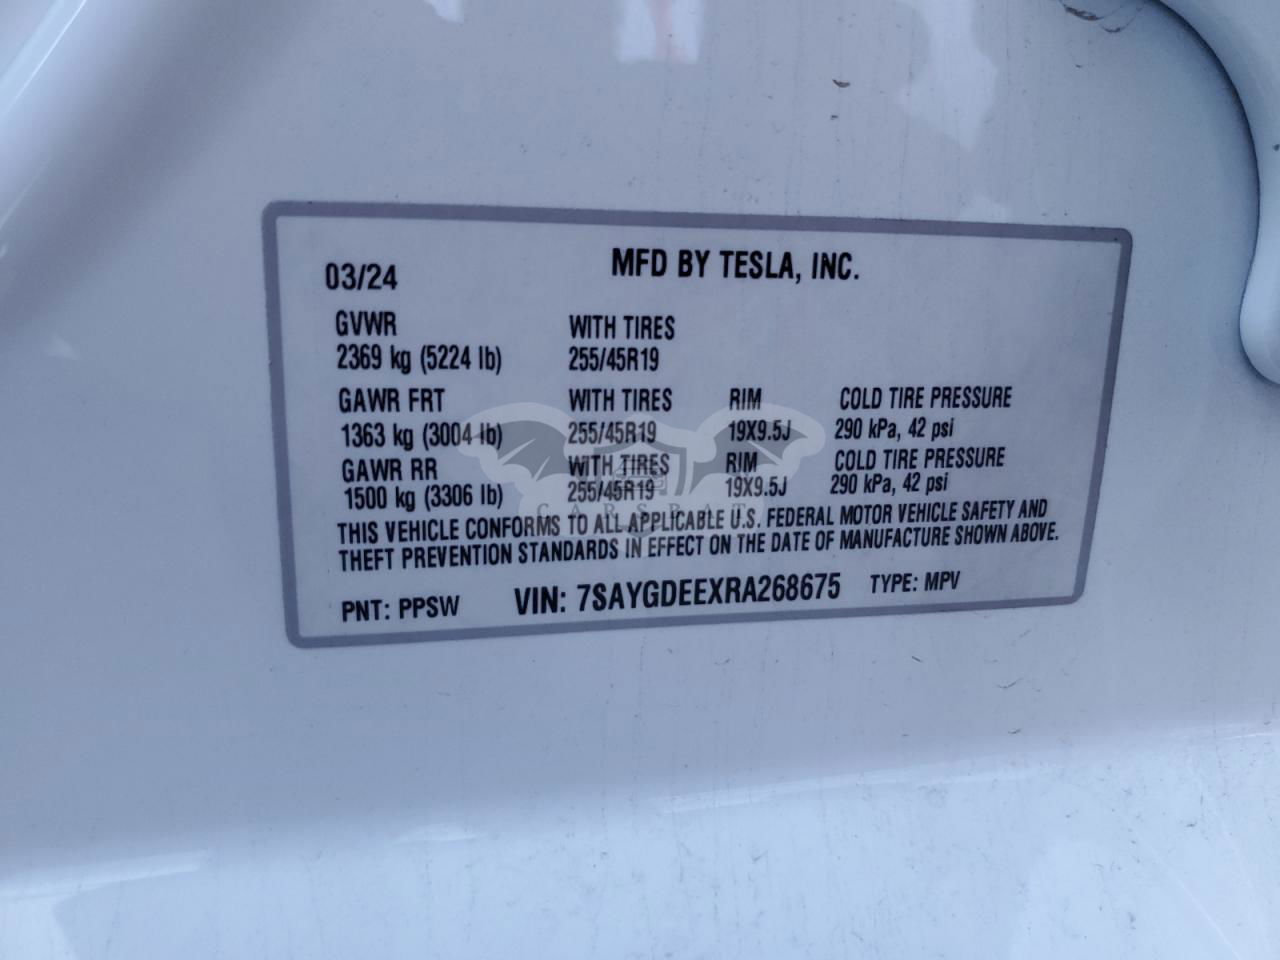 03/24 MFD BY TESLA, INC.
GVWR WITH TIRES
2369 kg (5224 lb) 255/45R19
GAWR FRT WITH TIRES RIM COLD TIRE PRESSURE
1363 kg (3004 lb) 255/45R19 19X9.5J 290 kPa, 42 psi
GAWR RR WITH TIRES RIM COLD TIRE PRESSURE
1500 kg (3306 lb) 255/45R19 19X9.5J 290 kPa, 42 psi
CARSBAT
THIS VEHICLE CONFORMS TO ALL APPLICABLE U.S. FEDERAL MOTOR VEHICLE SAFETY AND
THEFT PREVENTION STANDARDS IN EFFECT ON THE DATE OF MANUFACTURE SHOWN ABOVE.
PNT: PPSW VIN: 7SAYGDEEXRA268675 TYPE: MPV